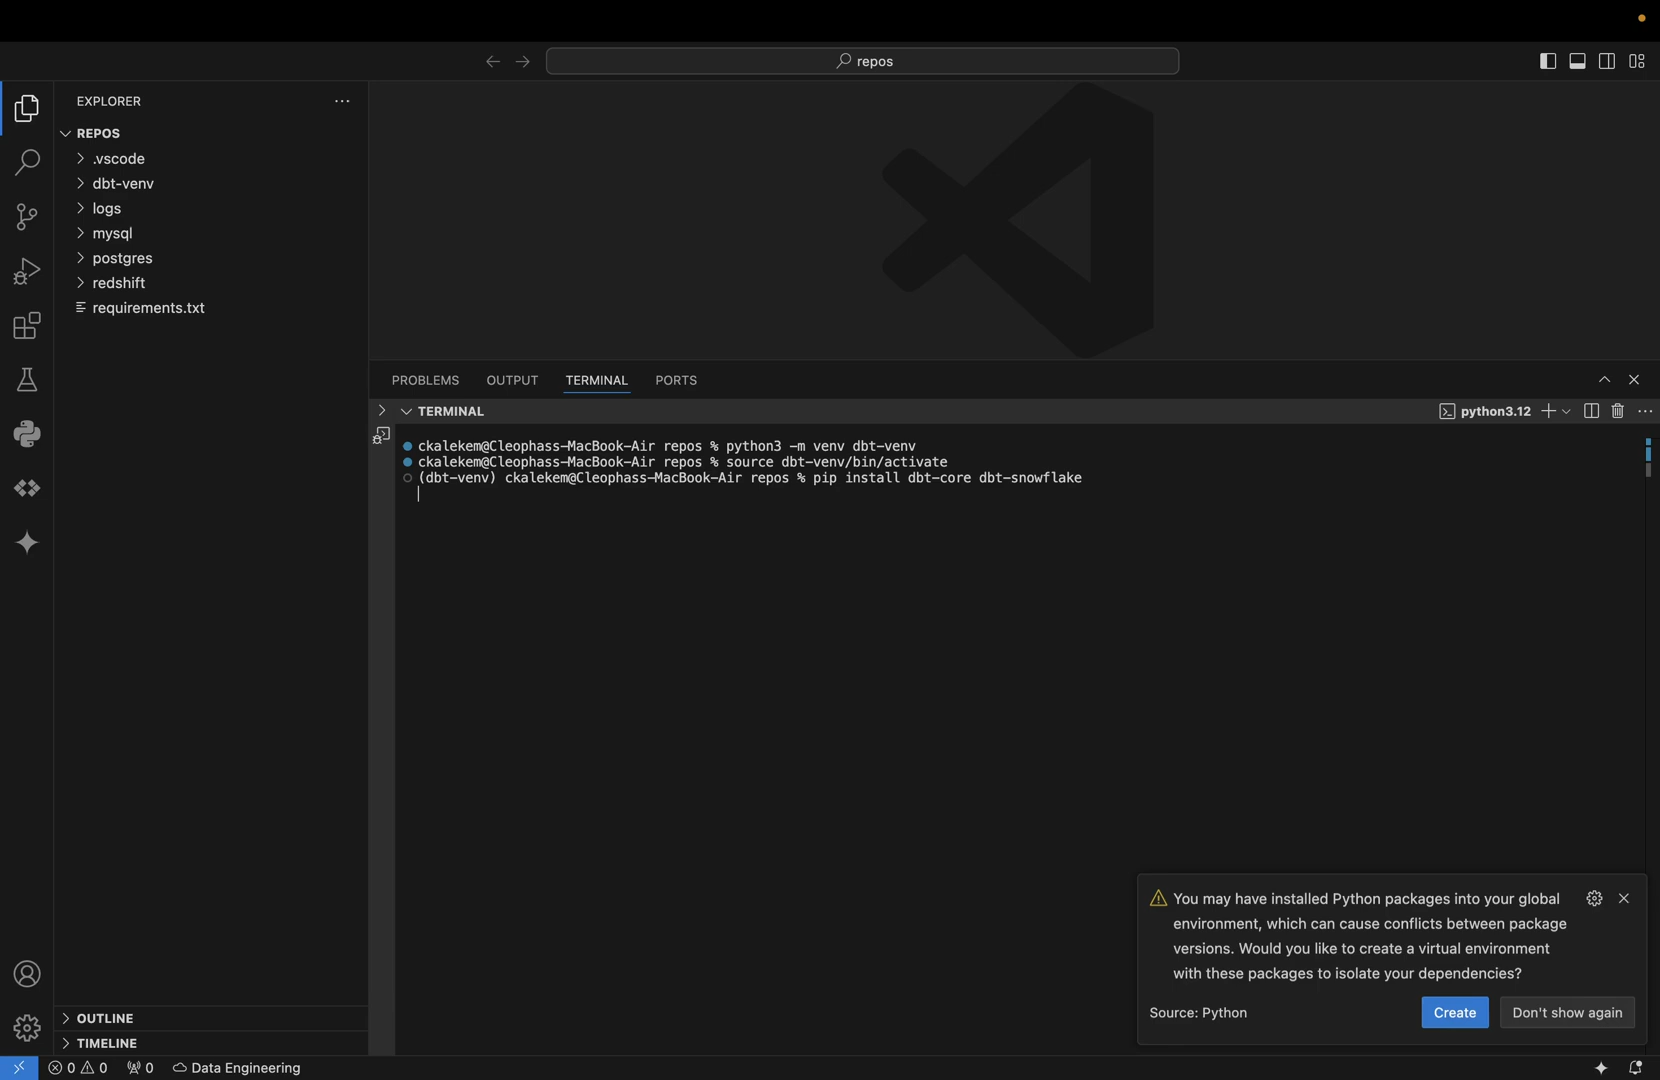 repos
EXPLORER
REPOS
.vscode
dbt-venv
logs
mysql
postgres
redshift
requirements.txt
PROBLEMS OUTPUT TERMINAL PORTS
TERMINAL
python3.12
ckalekem@Cleophass-MacBook-Air repos % python3 -m venv dbt-venv
ckalekem@Cleophass-MacBook-Air repos % source dbt-venv/bin/activate
(dbt-venv) ckalekem@Cleophass-MacBook-Air repos % pip install dbt-core dbt-snowflake
You may have installed Python packages into your global
environment, which can cause conflicts between package
versions. Would you like to create a virtual environment
with these packages to isolate your dependencies?
Source: Python
Create
Don't show again
OUTLINE
TIMELINE
0 0 0 Data Engineering